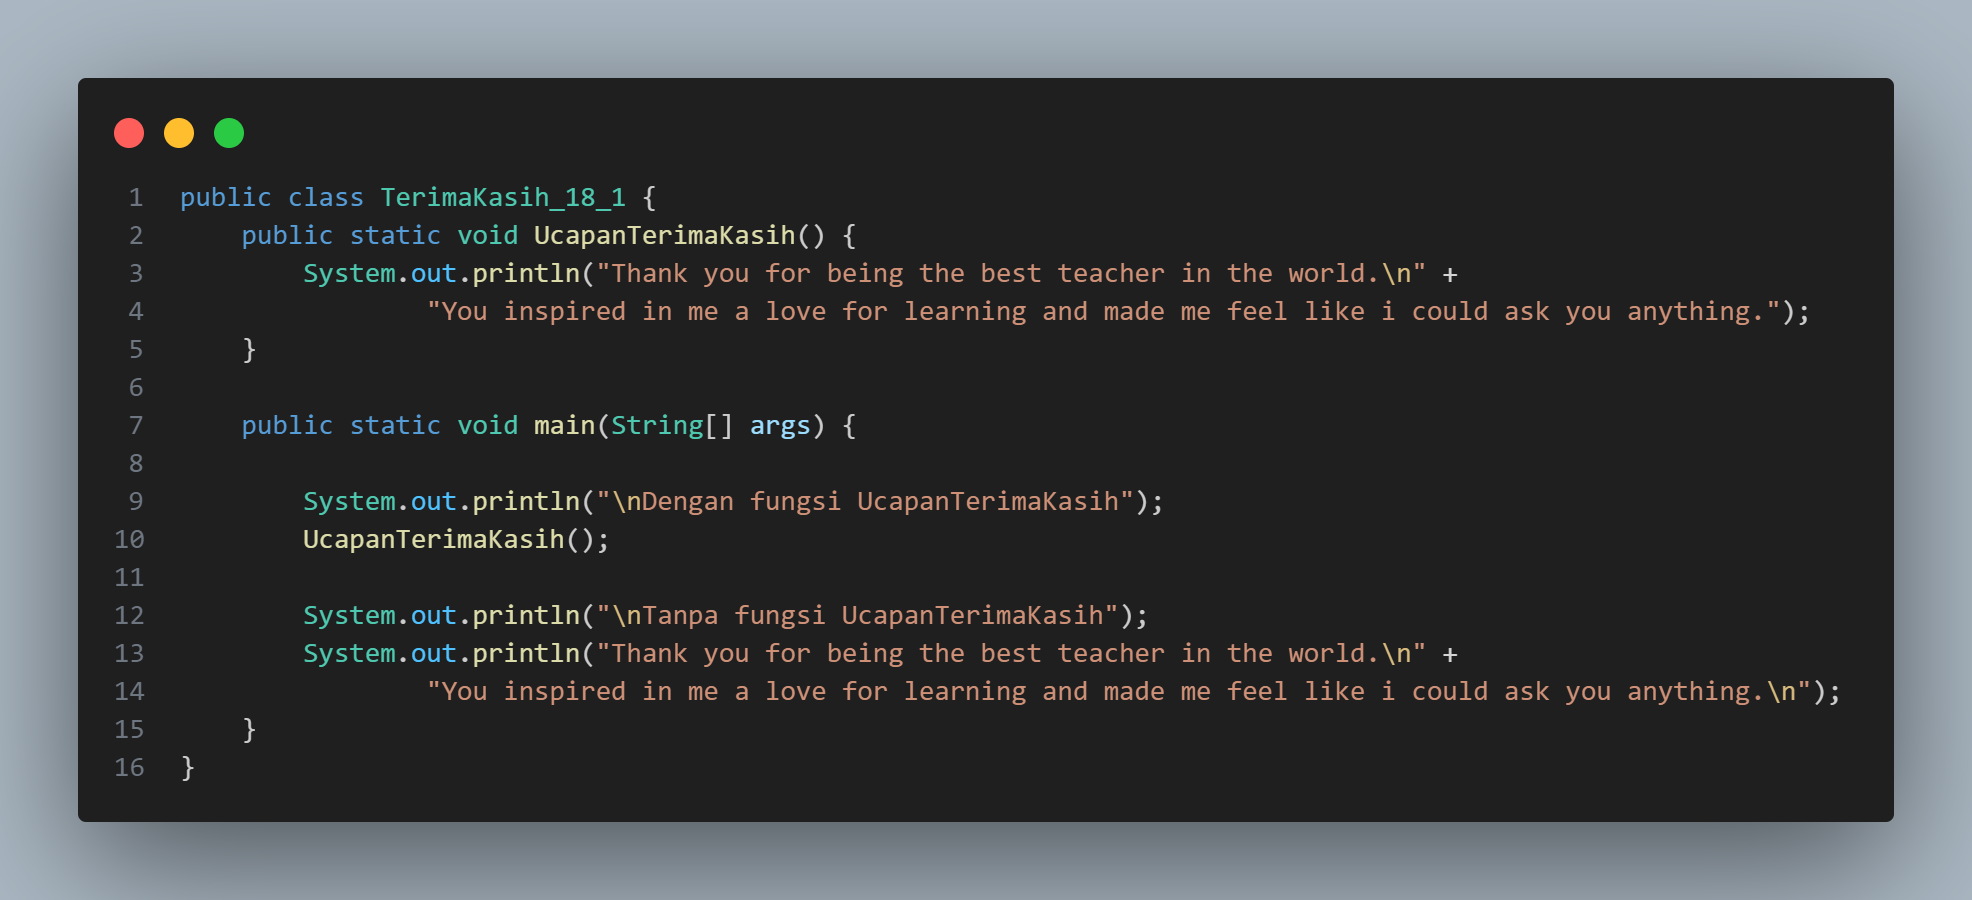 1 public class TerimaKasih_18_1 {
2     public static void UcapanTerimaKasih() {
3         System.out.println("Thank you for being the best teacher in the world.\n" +
4                 "You inspired in me a love for learning and made me feel like i could ask you anything.");
5     }
6
7     public static void main(String[] args) {
8
9         System.out.println("\nDengan fungsi UcapanTerimaKasih");
10         UcapanTerimaKasih();
11
12         System.out.println("\nTanpa fungsi UcapanTerimaKasih");
13         System.out.println("Thank you for being the best teacher in the world.\n" +
14                 "You inspired in me a love for learning and made me feel like i could ask you anything.\n");
15     }
16 }